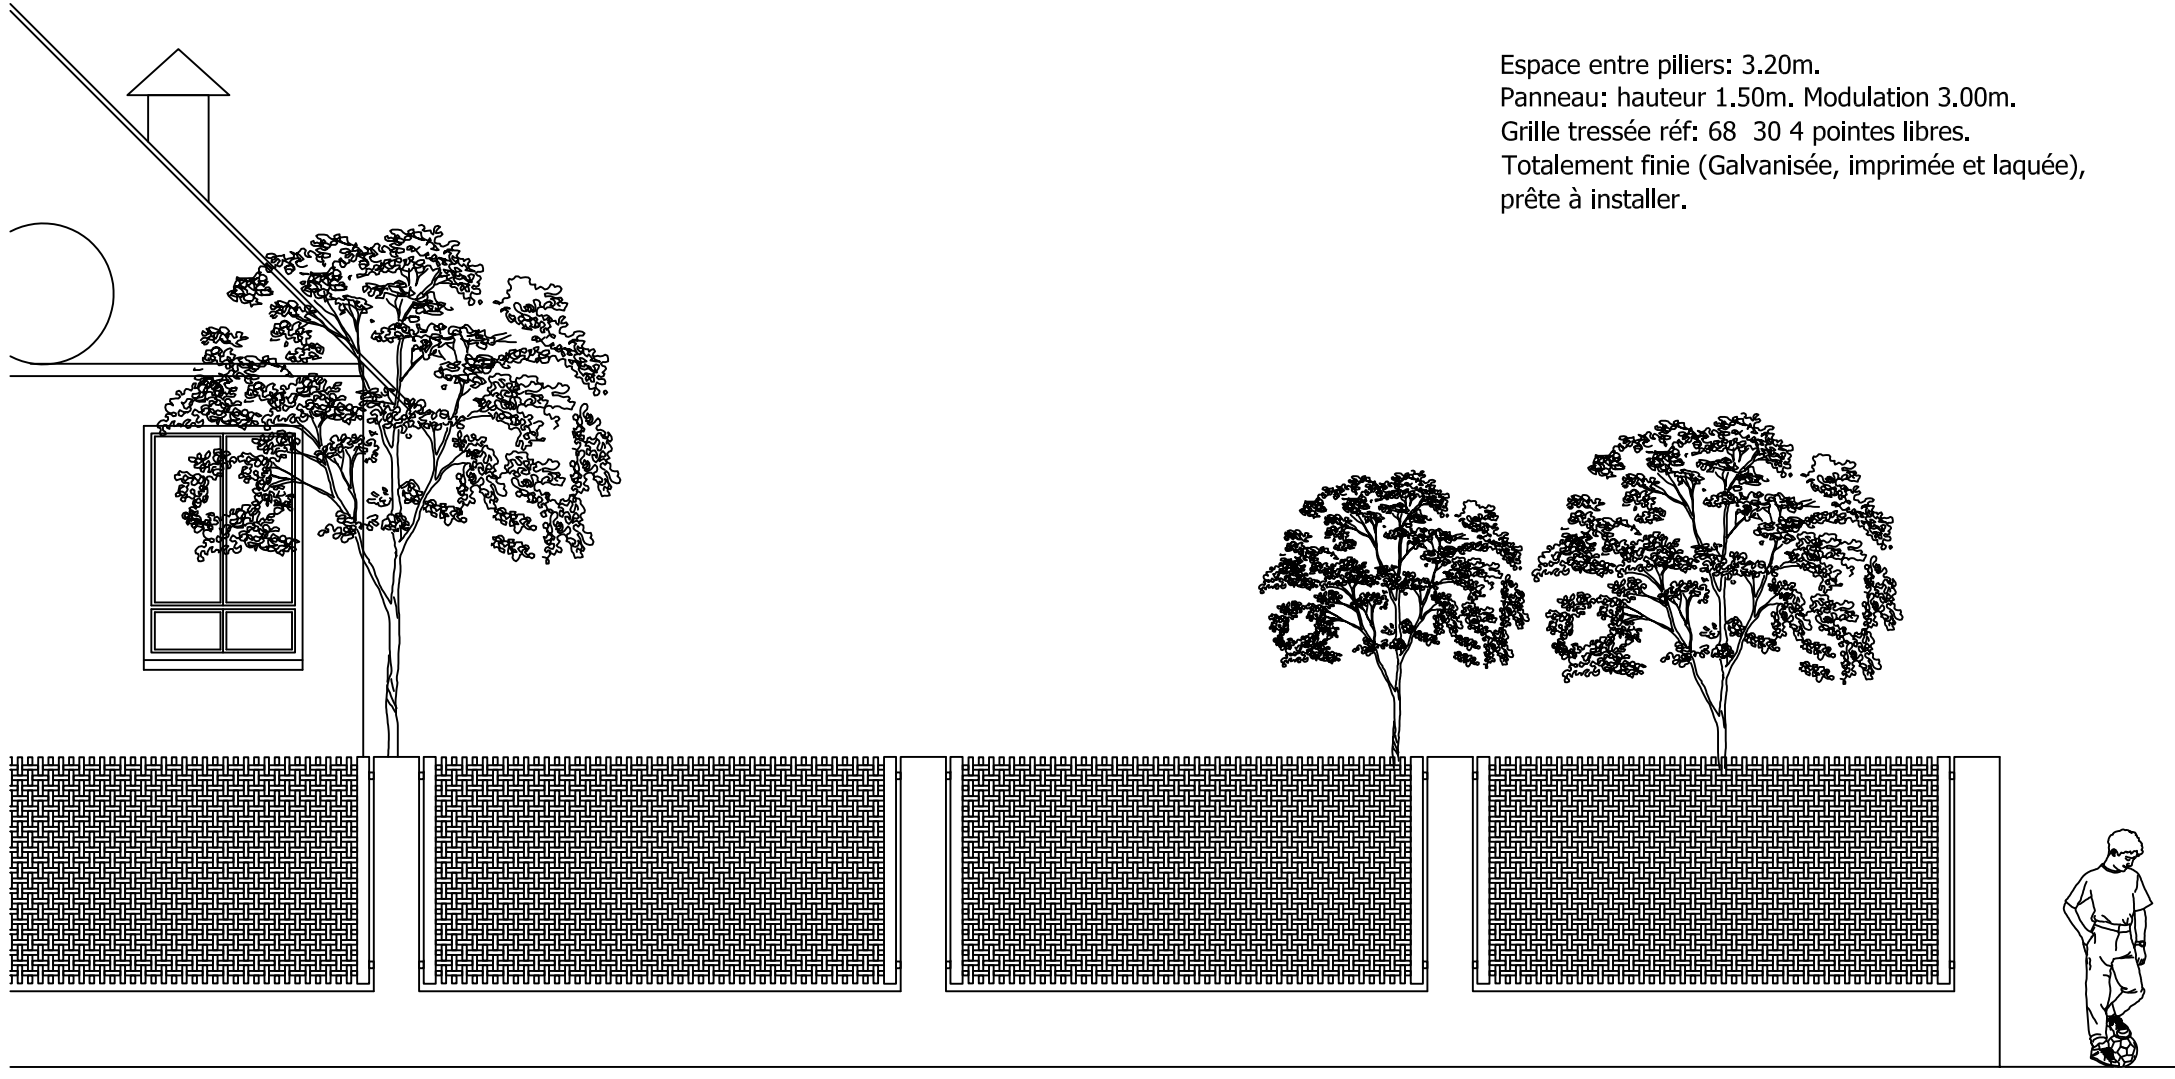 Espace entre piliers: 3.20m.
Panneau: hauteur 1.50m. Modulation 3.00m.
Grille tressée réf: 68  30 4 pointes libres.
Totalement finie (Galvanisée, imprimée et laquée),
prête à installer.